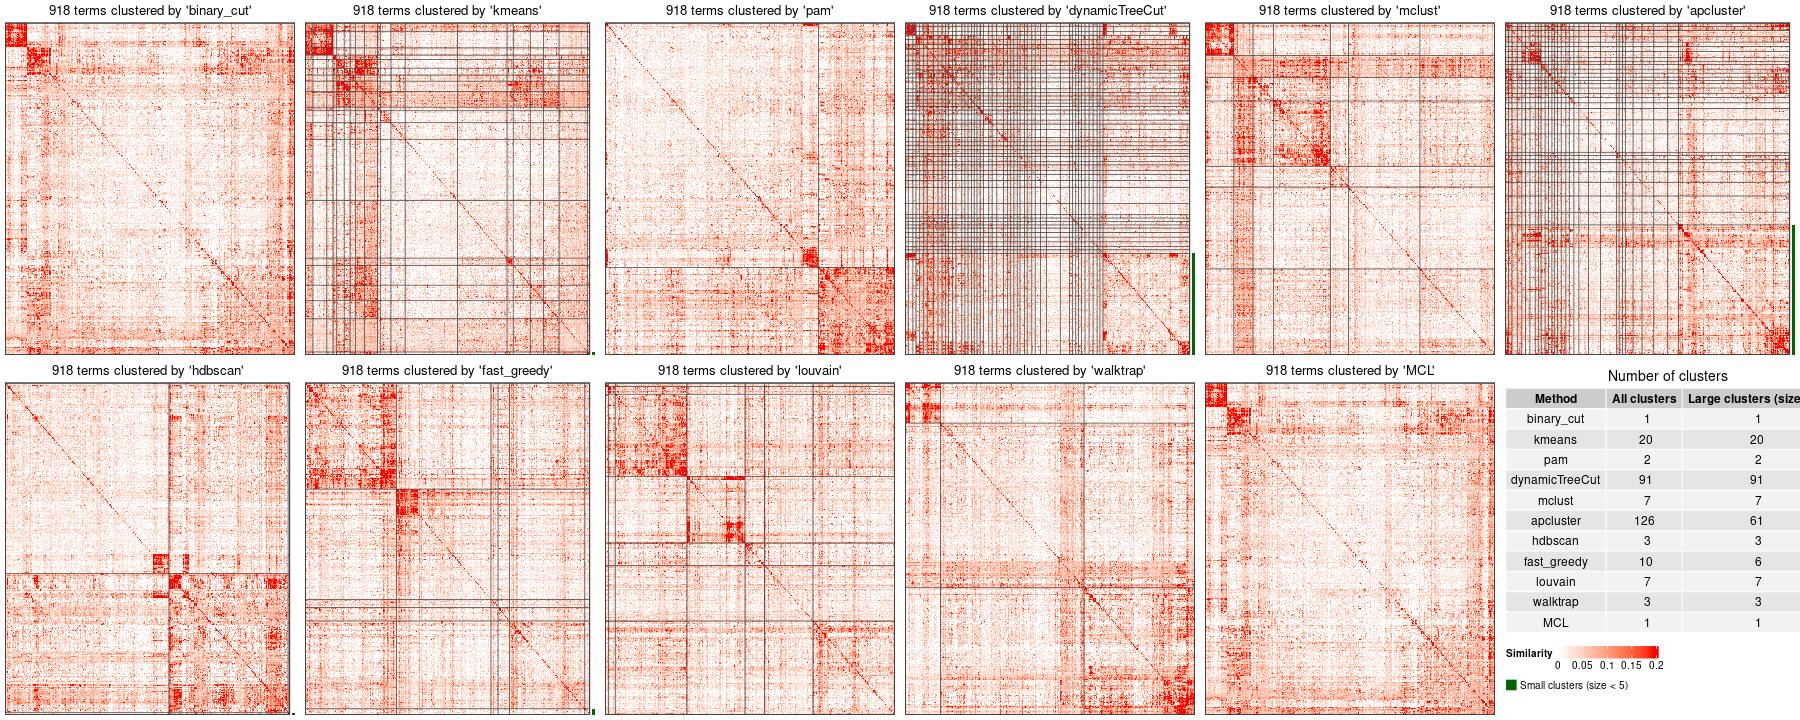 918 terms clustered by 'binary_cut'
918 terms clustered by 'kmeans'
918 terms clustered by 'pam'
918 terms clustered by 'dynamicTreeCut'
918 terms clustered by 'mclust'
918 terms clustered by 'apcluster'
918 terms clustered by 'hdbscan'
918 terms clustered by 'fast_greedy'
918 terms clustered by 'louvain'
918 terms clustered by 'walktrap'
918 terms clustered by 'MCL'
Number of clusters
Method All clusters Large clusters (size
binary_cut 1 1
kmeans 20 20
pam 2 2
dynamicTreeCut 91 91
mclust 7 7
apcluster 126 61
hdbscan 3 3
fast_greedy 10 6
louvain 7 7
walktrap 3 3
MCL 1 1
Similarity
0 0.05 0.1 0.15 0.2
Small clusters (size < 5)